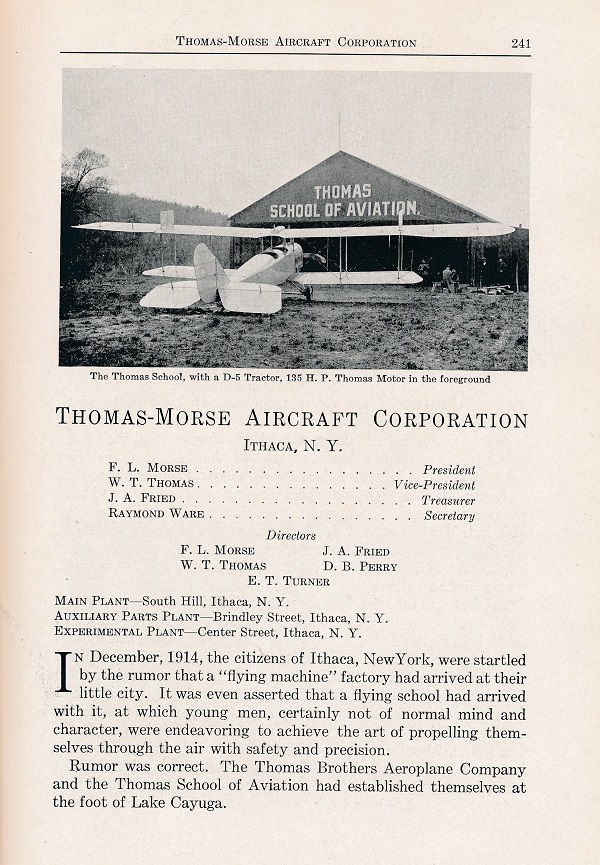 THOMAS-MORSE AIRCRAFT CORPORATION 241
THOMAS
SCHOOL OF AVIATION.
The Thomas School, with a D-5 Tractor, 135 H. P. Thomas Motor in the foreground
THOMAS-MORSE AIRCRAFT CORPORATION
ITHACA, N. Y.
F. L. MORSE . . . . . . . . . . . . . . . . . President
W. T. THOMAS . . . . . . . . . . . . . . . Vice-President
J. A. FRIED . . . . . . . . . . . . . . . . . . Treasurer
RAYMOND WARE . . . . . . . . . . . . . . . . Secretary
Directors
F. L. MORSE J. A. FRIED
W. T. THOMAS D. B. PERRY
E. T. TURNER
MAIN PLANT—South Hill, Ithaca, N. Y.
AUXILIARY PARTS PLANT—Brindley Street, Ithaca, N. Y.
EXPERIMENTAL PLANT—Center Street, Ithaca, N. Y.
IN December, 1914, the citizens of Ithaca, NewYork, were startled
by the rumor that a "flying machine" factory had arrived at their
little city. It was even asserted that a flying school had arrived
with it, at which young men, certainly not of normal mind and
character, were endeavoring to achieve the art of propelling them-
selves through the air with safety and precision.
Rumor was correct. The Thomas Brothers Aeroplane Company
and the Thomas School of Aviation had established themselves at
the foot of Lake Cayuga.